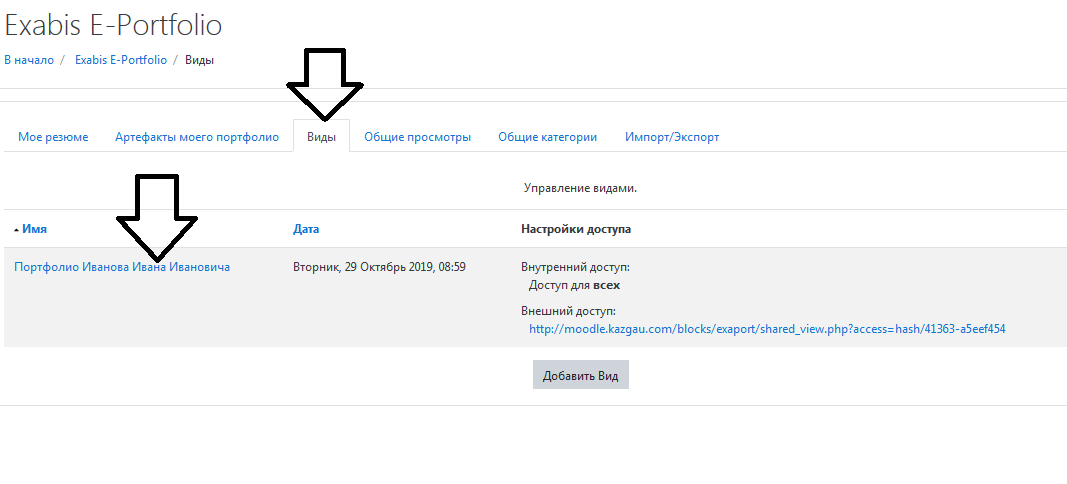 Exabis E-Portfolio
В начало / Exabis E-Portfolio / Виды
Мое резюме Артефакты моего портфолио Виды Общие просмотры Общие категории Импорт/Экспорт
Управление видами.
Имя Дата Настройки доступа
Портфолио Иванова Ивана Ивановича Вторник, 29 Октябрь 2019, 08:59 Внутренний доступ:
Доступ для всех
Внешний доступ:
http://moodle.kazgau.com/blocks/exaport/shared_view.php?access=hash/41363-a5eef454
Добавить Вид